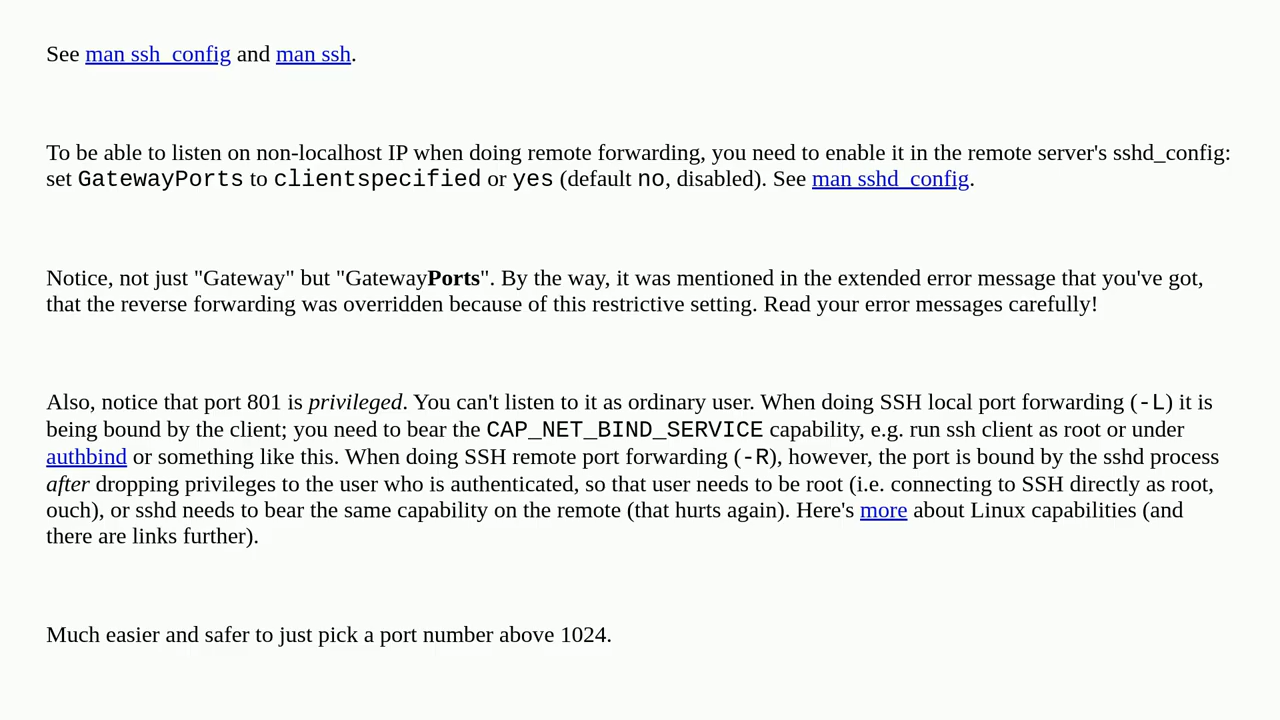 See man ssh_config and man ssh.
To be able to listen on non-localhost IP when doing remote forwarding, you need to enable it in the remote server's sshd_config:
set GatewayPorts to clientspecified or yes (default no, disabled). See man sshd_config.
Notice, not just "Gateway" but "GatewayPorts". By the way, it was mentioned in the extended error message that you've got,
that the reverse forwarding was overridden because of this restrictive setting. Read your error messages carefully!
Also, notice that port 801 is privileged. You can't listen to it as ordinary user. When doing SSH local port forwarding (-L) it is
being bound by the client; you need to bear the CAP_NET_BIND_SERVICE capability, e.g. run ssh client as root or under
authbind or something like this. When doing SSH remote port forwarding (-R), however, the port is bound by the sshd process
after dropping privileges to the user who is authenticated, so that user needs to be root (i.e. connecting to SSH directly as root,
ouch), or sshd needs to bear the same capability on the remote (that hurts again). Here's more about Linux capabilities (and
there are links further).
Much easier and safer to just pick a port number above 1024.